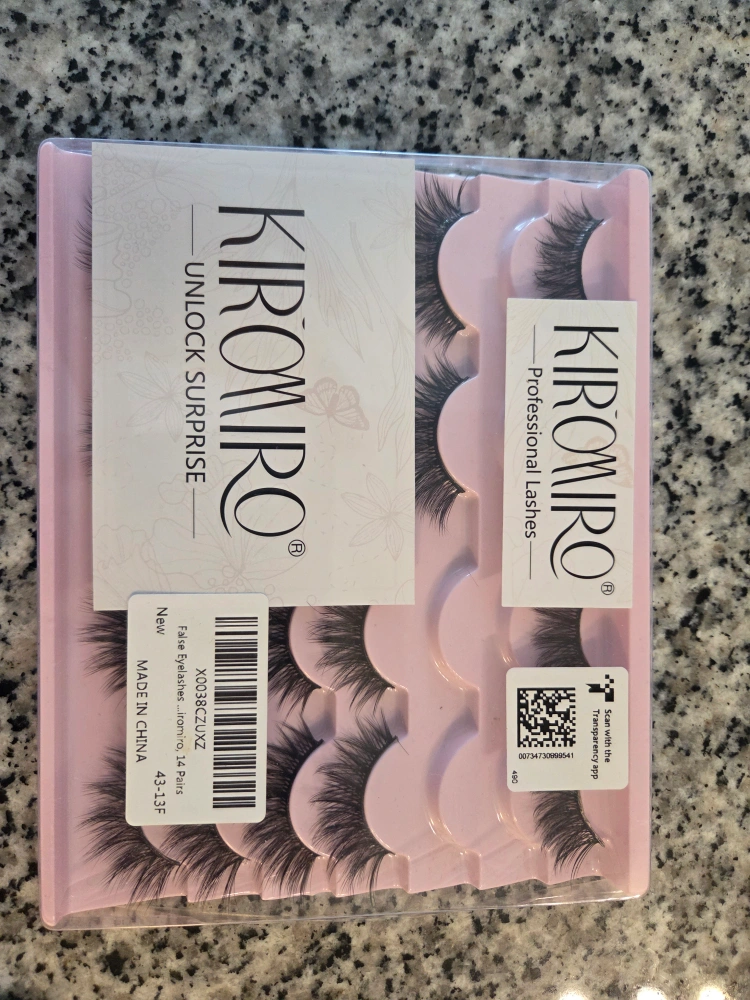 KIROMIRO®
Professional Lashes
Scan with the
Transparency app
00734730899541
490
KIROMIRO®
UNLOCK SURPRISE
X0038CZUXZ
False Eyelashes ...iromiro, 14 Pairs
New
MADE IN CHINA
43-13F